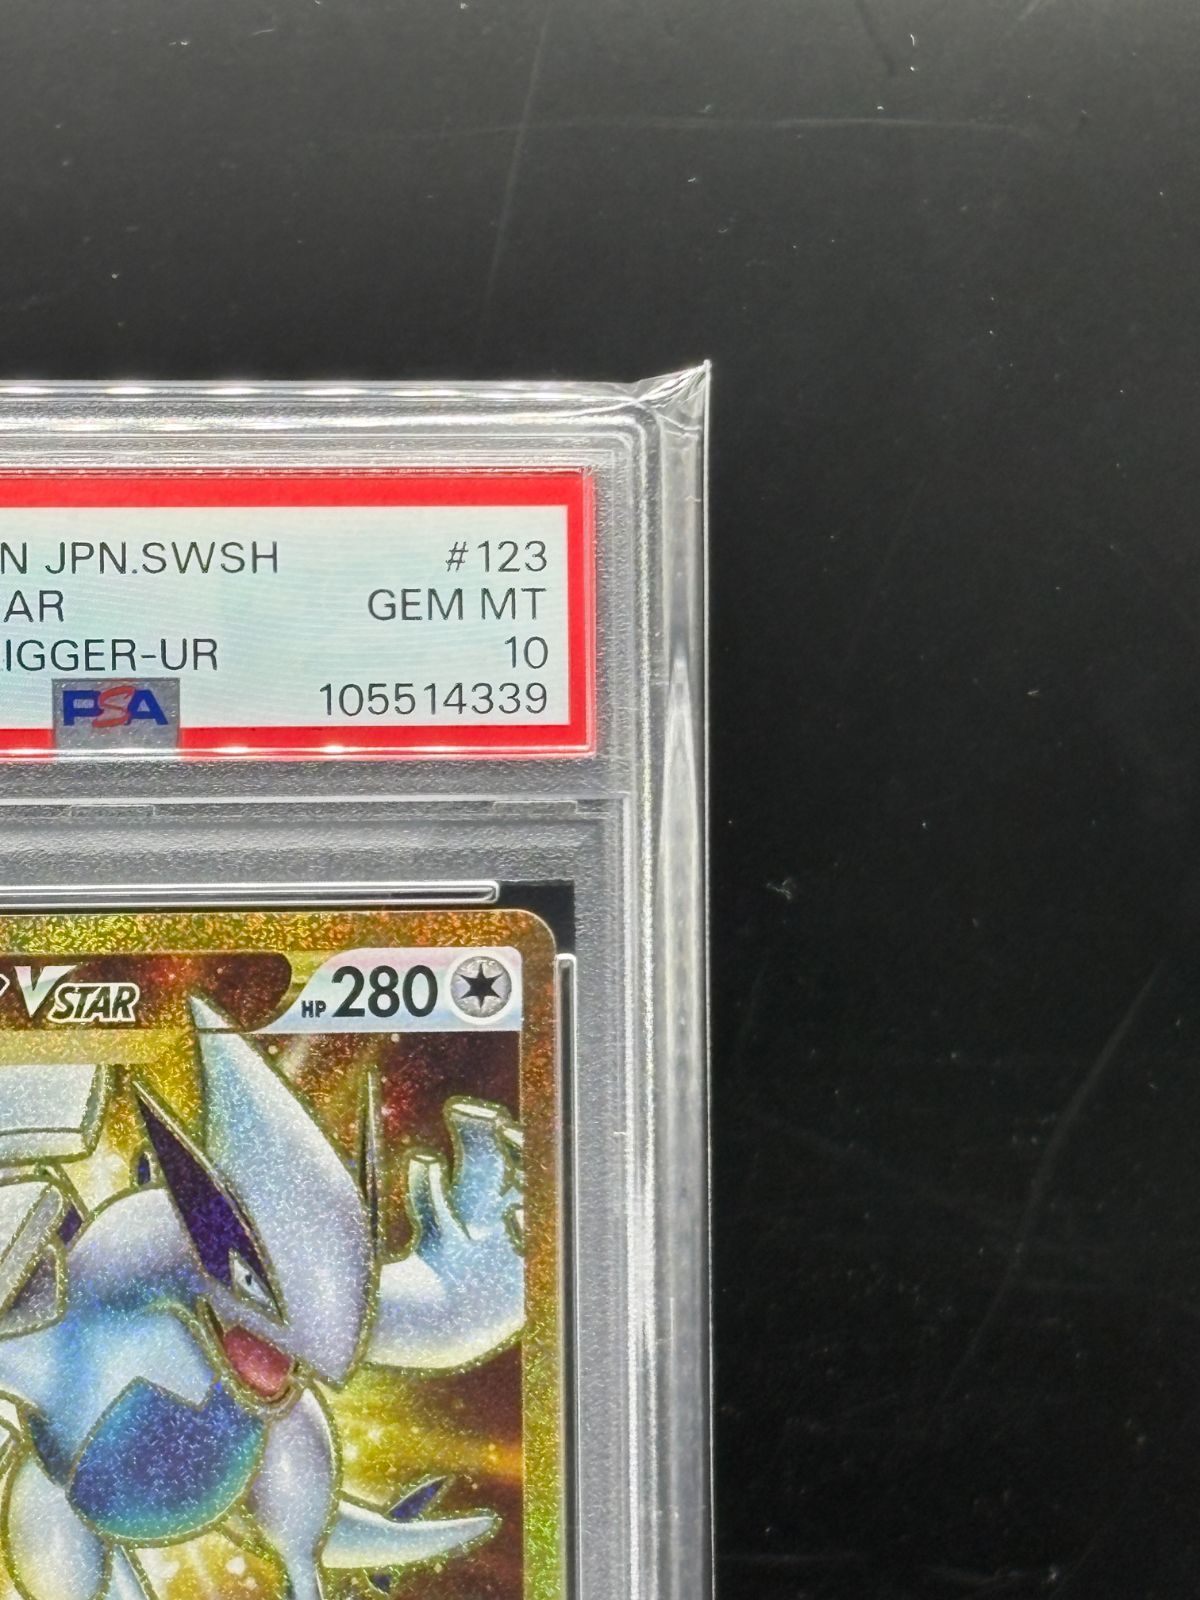 N JPN.SWSH #123
AR GEM MT
IGGER-UR 10
PSA 105514339
VSTAR HP 280